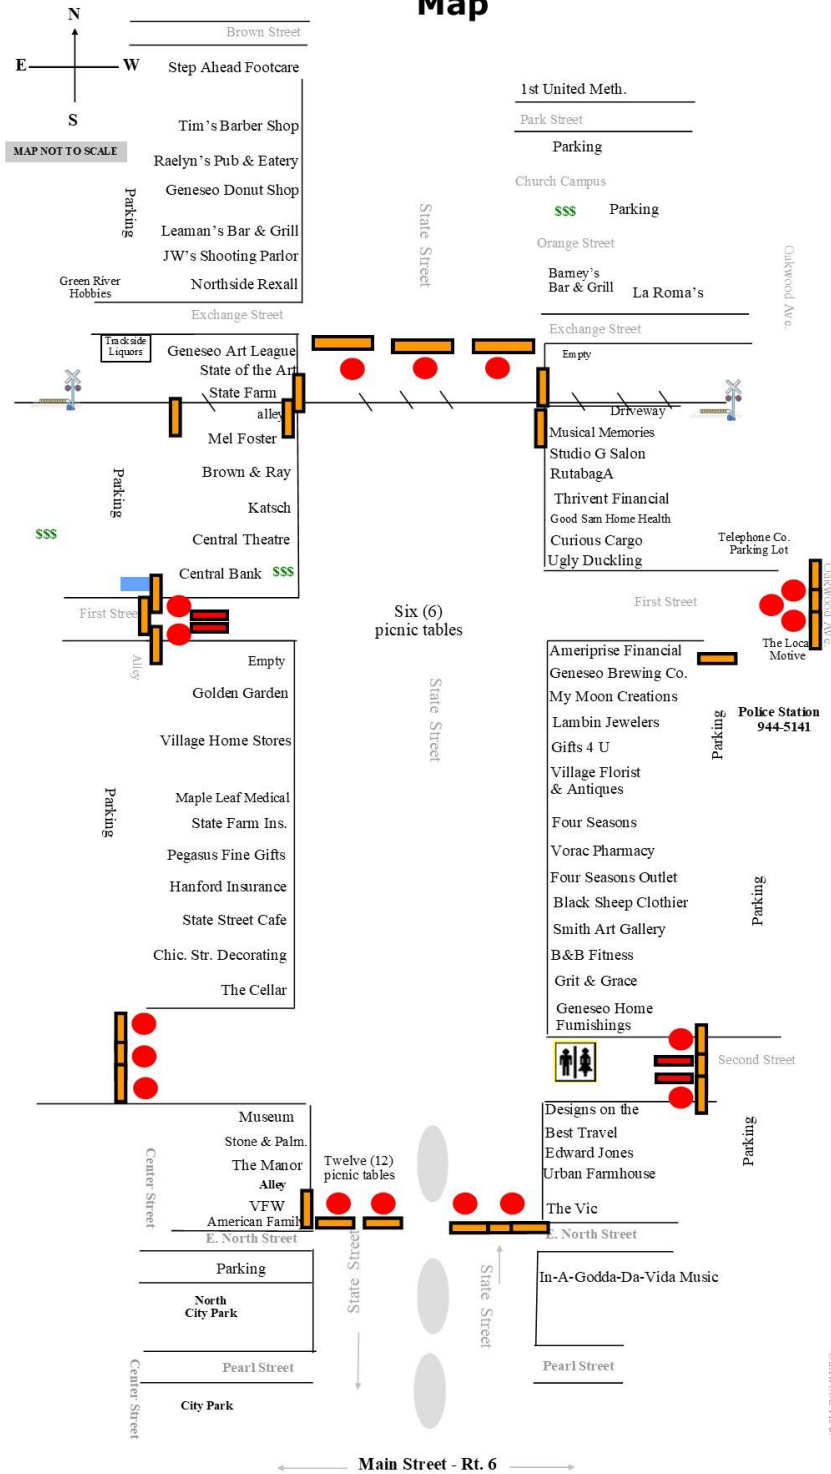 Map
N
E
W
S
MAP NOT TO SCALE
Brown Street
Step Ahead Footcare
Tim's Barber Shop
Raelyn's Pub & Eatery
Geneseo Donut Shop
Leaman's Bar & Grill
JW's Shooting Parlor
Northside Rexall
Parking
Green River
Hobbies
Exchange Street
State Street
1st United Meth.
Park Street
Parking
Church Campus
$$$
Parking
Orange Street
Barney's
Bar & Grill
La Roma's
Exchange Street
Oakwood Ave.
Trackside
Liquors
Geneseo Art League
State of the Art
State Farm
alley
Mel Foster
Brown & Ray
Katsch
Central Theatre
Central Bank
$$$
Parking
$$$
First Stree
Empty
Driveway
Musical Memories
Studio G Salon
RutabagA
Thrivent Financial
Good Sam Home Health
Curious Cargo
Ugly Duckling
Telephone Co.
Parking Lot
First Street
Oakwood Ave
Six (6)
picnic tables
State Street
Alley
Empty
Golden Garden
Village Home Stores
Maple Leaf Medical
State Farm Ins.
Pegasus Fine Gifts
Hanford Insurance
State Street Cafe
Chic. Str. Decorating
The Cellar
Parking
Ameriprise Financial
Geneseo Brewing Co.
My Moon Creations
Lambin Jewelers
Gifts 4 U
Village Florist
& Antiques
Four Seasons
Vorac Pharmacy
Four Seasons Outlet
Black Sheep Clothier
Smith Art Gallery
B&B Fitness
Grit & Grace
Geneseo Home
Furnishings
The Loca
Motive
Parking
Police Station
944-5141
Parking
Second Street
Museum
Stone & Palm.
The Manor
Alley
VFW
American Family
E. North Street
Center Street
Twelve (12)
picnic tables
Designs on the
Best Travel
Edward Jones
Urban Farmhouse
The Vic
E. North Street
Parking
Parking
North
City Park
State Street
State Street
In-A-Godda-Da-Vida Music
Pearl Street
Pearl Street
Center Street
City Park
Main Street - Rt. 6